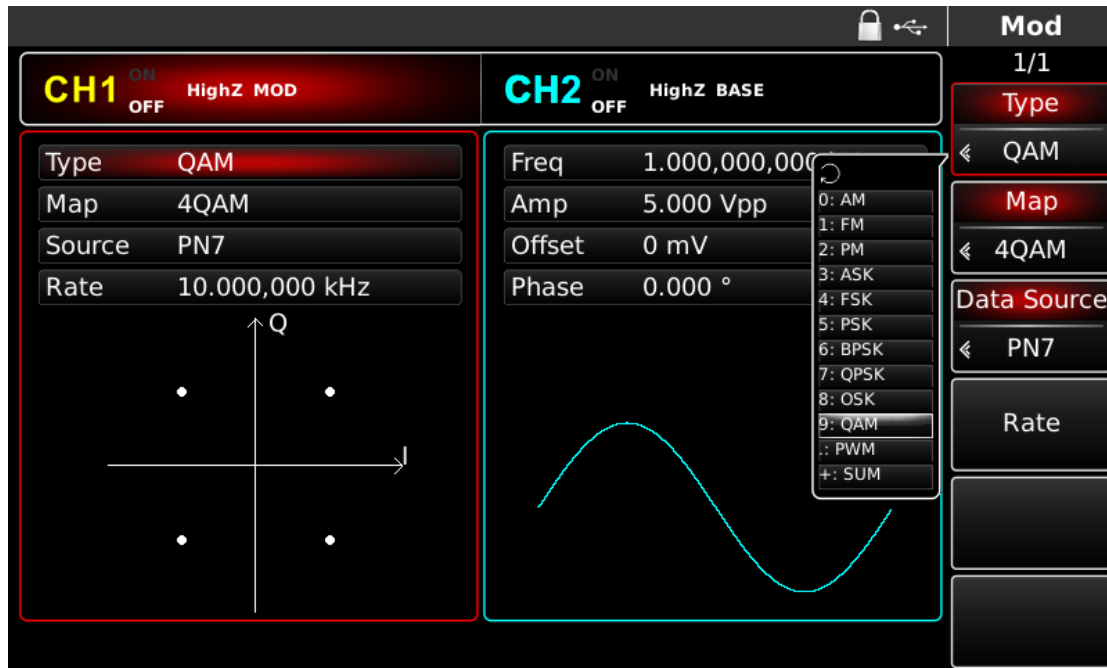 Mod
1/1
CH1 ON OFF HighZ MOD
CH2 ON OFF HighZ BASE
Type QAM
Map 4QAM
Source PN7
Rate 10.000,000 kHz
Q
I
Freq 1.000,000,000
Amp 5.000 Vpp
Offset 0 mV
Phase 0.000 °
0: AM
1: FM
2: PM
3: ASK
4: FSK
5: PSK
6: BPSK
7: QPSK
8: OSK
9: QAM
.: PWM
+: SUM
Type
QAM
Map
4QAM
Data Source
PN7
Rate